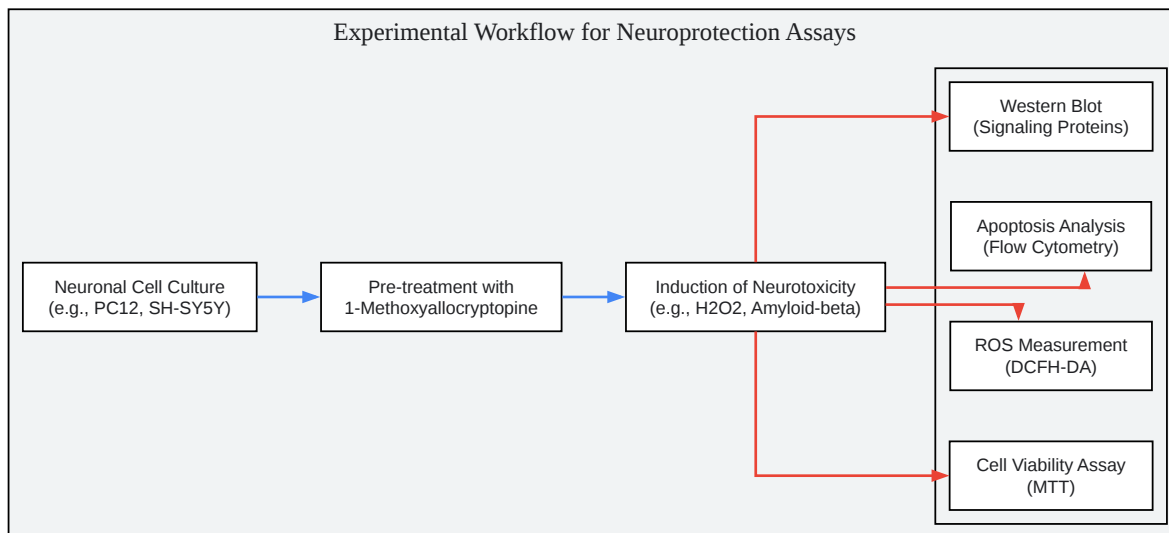 Experimental Workflow for Neuroprotection Assays
Neuronal Cell Culture
(e.g., PC12, SH-SY5Y)
Pre-treatment with
1-Methoxyallocryptopine
Induction of Neurotoxicity
(e.g., H2O2, Amyloid-beta)
Western Blot
(Signaling Proteins)
Apoptosis Analysis
(Flow Cytometry)
ROS Measurement
(DCFH-DA)
Cell Viability Assay
(MTT)